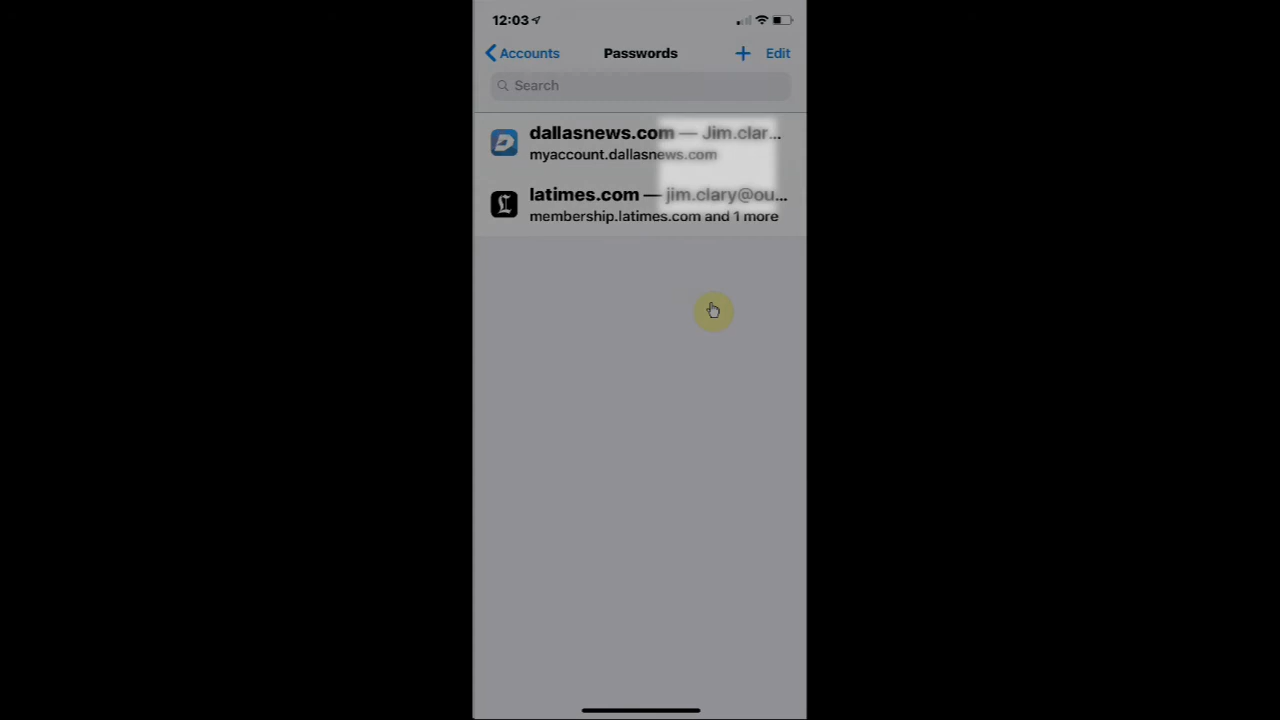 12:03
Accounts
Passwords
Edit
Search
dallasnews.com — Jim.clar...
myaccount.dallasnews.com
latimes.com — jim.clary@ou...
membership.latimes.com and 1 more